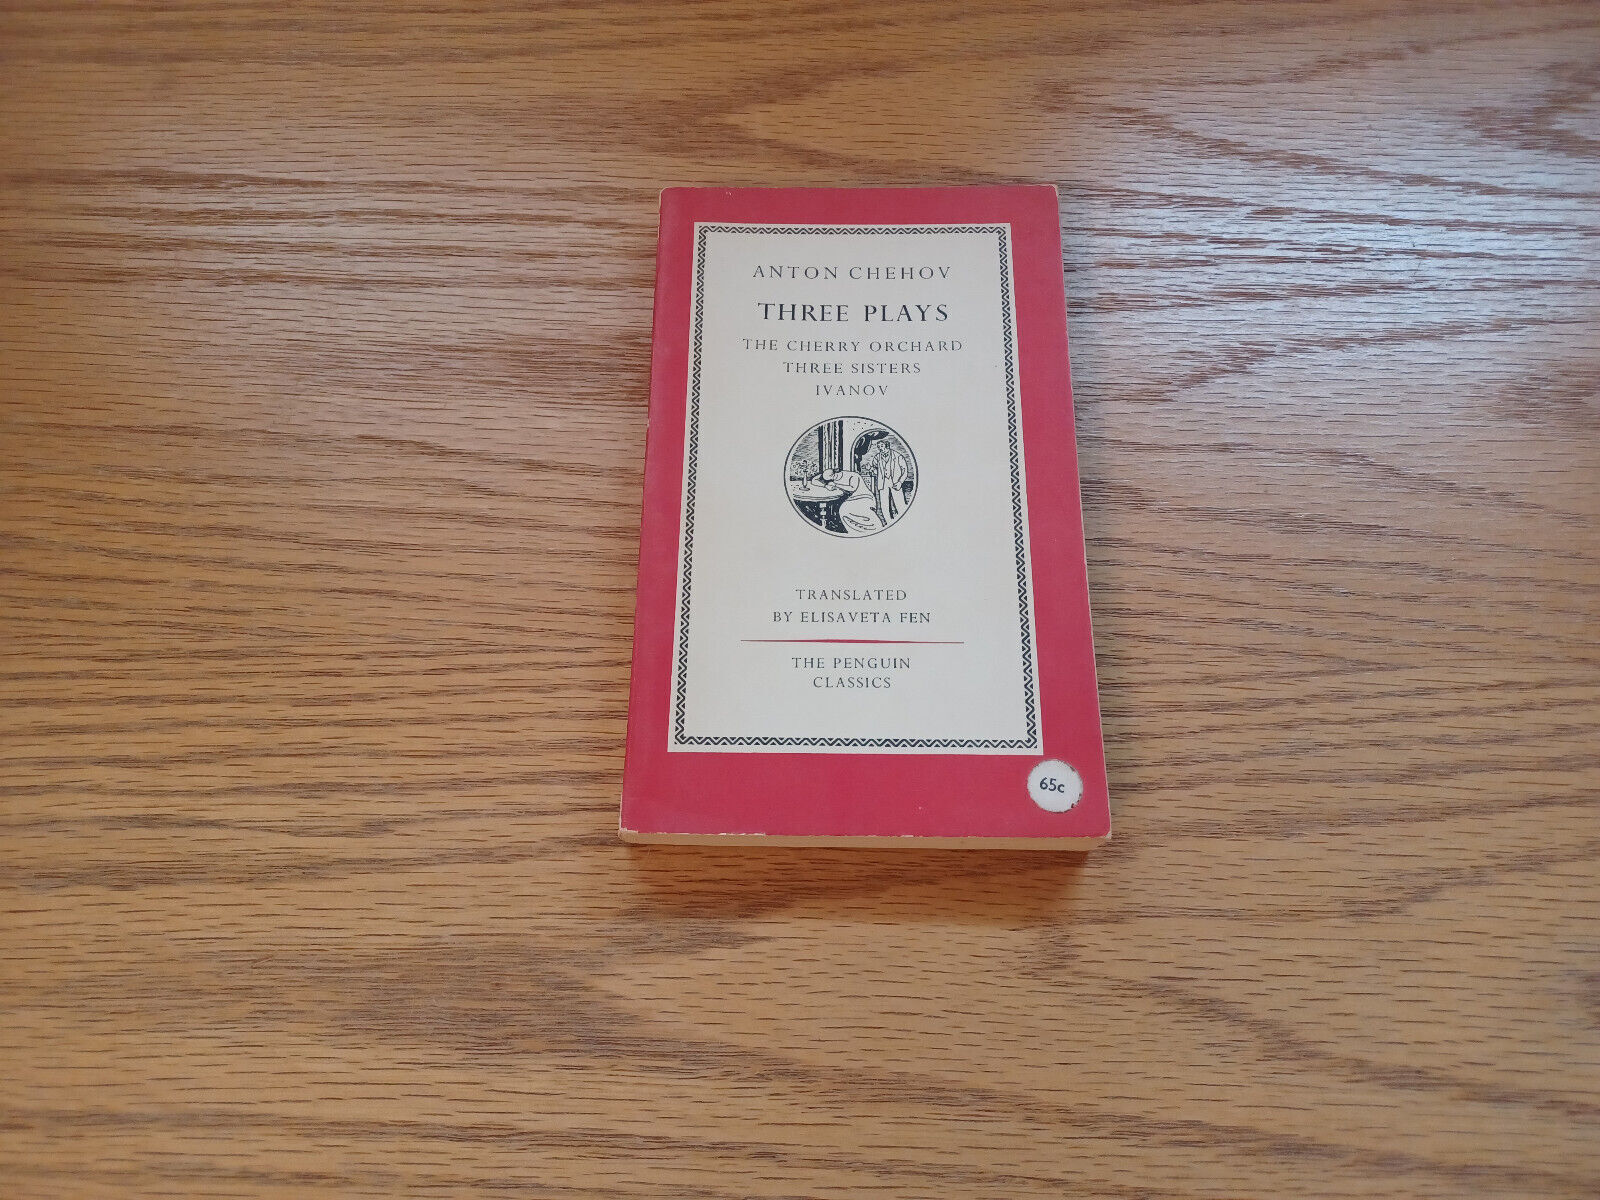 ANTON CHEHOV
THREE PLAYS
THE CHERRY ORCHARD
THREE SISTERS
IVANOV
TRANSLATED
BY ELISAVETA FEN
THE PENGUIN
CLASSICS
65c